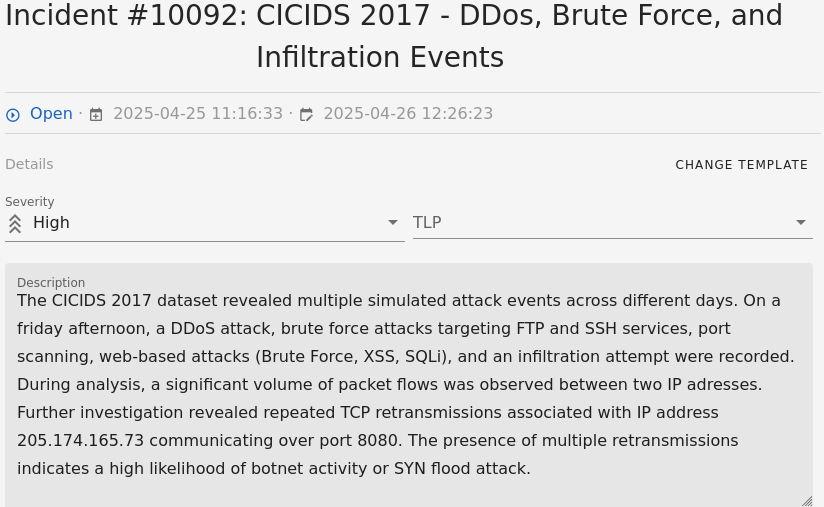 Incident #10092: CICIDS 2017 - DDos, Brute Force, and
Infiltration Events
Open · 2025-04-25 11:16:33 · 2025-04-26 12:26:23
Details
CHANGE TEMPLATE
Severity
High
TLP
Description
The CICIDS 2017 dataset revealed multiple simulated attack events across different days. On a
friday afternoon, a DDoS attack, brute force attacks targeting FTP and SSH services, port
scanning, web-based attacks (Brute Force, XSS, SQLi), and an infiltration attempt were recorded.
During analysis, a significant volume of packet flows was observed between two IP adresses.
Further investigation revealed repeated TCP retransmissions associated with IP address
205.174.165.73 communicating over port 8080. The presence of multiple retransmissions
indicates a high likelihood of botnet activity or SYN flood attack.